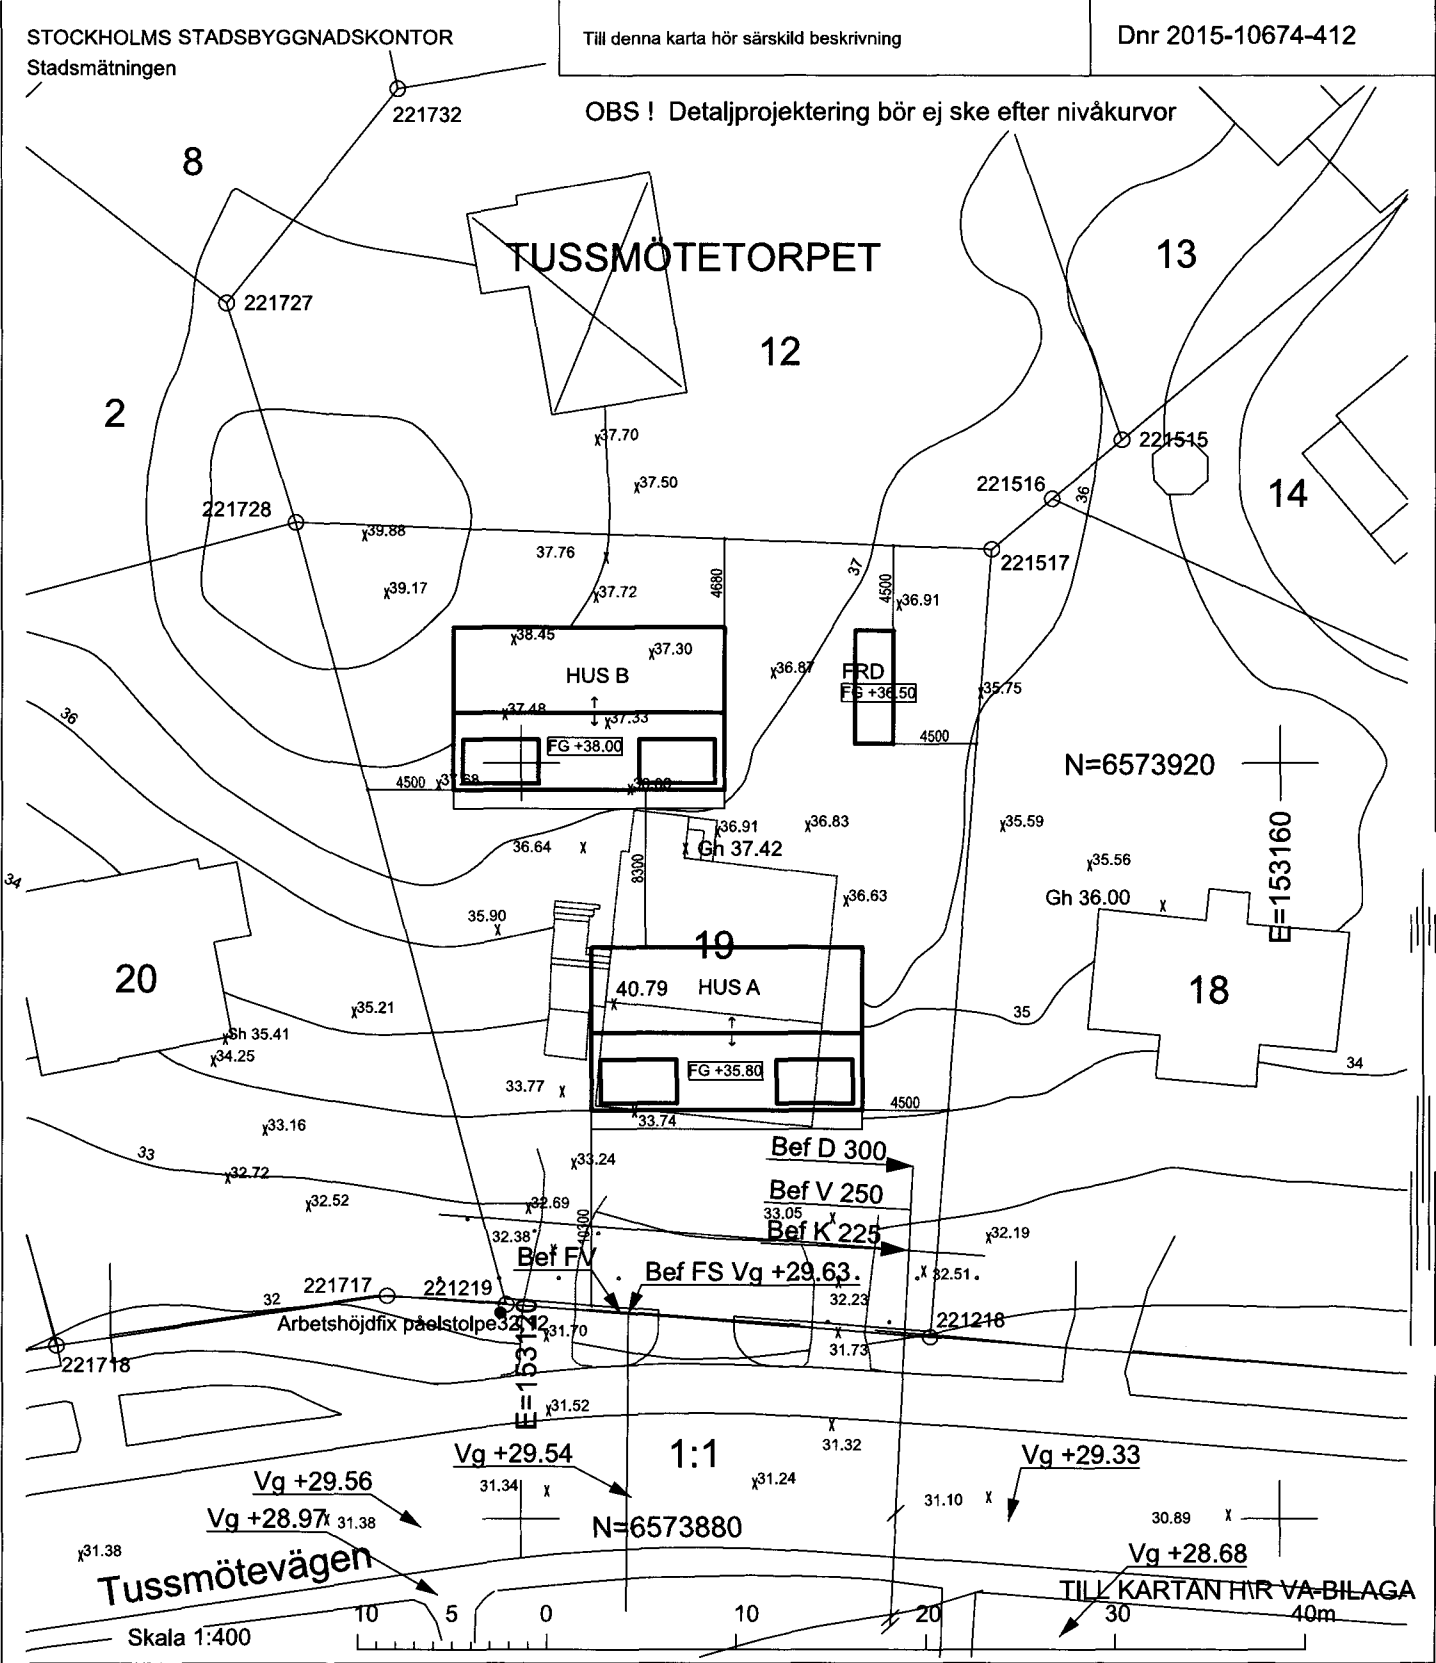 STOCKHOLMS STADSBYGGNADSKONTOR
Stadsmätningen
Till denna karta hör särskild beskrivning
Dnr 2015-10674-412
OBS ! Detaljprojektering bör ej ske efter nivåkurvor
221732
8
TUSSMÖTETORPET
13
221727
12
2
37.70
221515
37.50
221516
36
14
221728
39.88
37.76
221517
37
4680
4500
39.17
37.72
36.91
38.45
37.30
HUS B
36.87
FRD
FG +36.50
35.75
36
37.48
37.33
FG +38.00
4500
N=6573920
4500
37.68
36.91
36.83
35.59
36.64
Gh 37.42
8300
35.56
E=153160
34
36.63
Gh 36.00
35.90
19
20
HUS A
40.79
18
35.21
35
Sh 35.41
34.25
34
FG +35.80
33.77
4500
33.74
33.16
33
Bef D 300
33.24
32.72
Bef V 250
32.52
32.69
33.05
10300
32.38
Bef K 225
32.19
Bef FV
Bef FS Vg +29.63
32.51
221717
221219
32
32.23
Arbetshöjdfix påelstolpe
31.70
221218
31.73
221718
E=153120
31.52
31.32
1:1
Vg +29.54
Vg +29.33
Vg +29.56
31.34
31.24
31.10
Vg +28.97
31.38
N=6573880
30.89
31.38
Vg +28.68
Tussmötevägen
TILL KARTAN H\R VA-BILAGA
10 5 0 10 20 30 40m
Skala 1:400